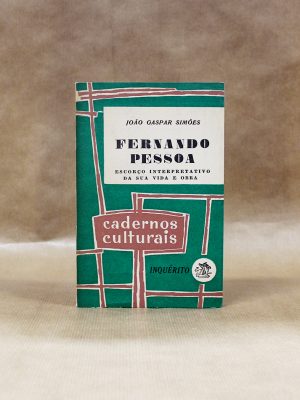 JOÃO GASPAR SIMÕES
FERNANDO
PESSOA
ESCORÇO INTERPRETATIVO
DA SUA VIDA E OBRA
cadernos
culturais
INQUÉRITO